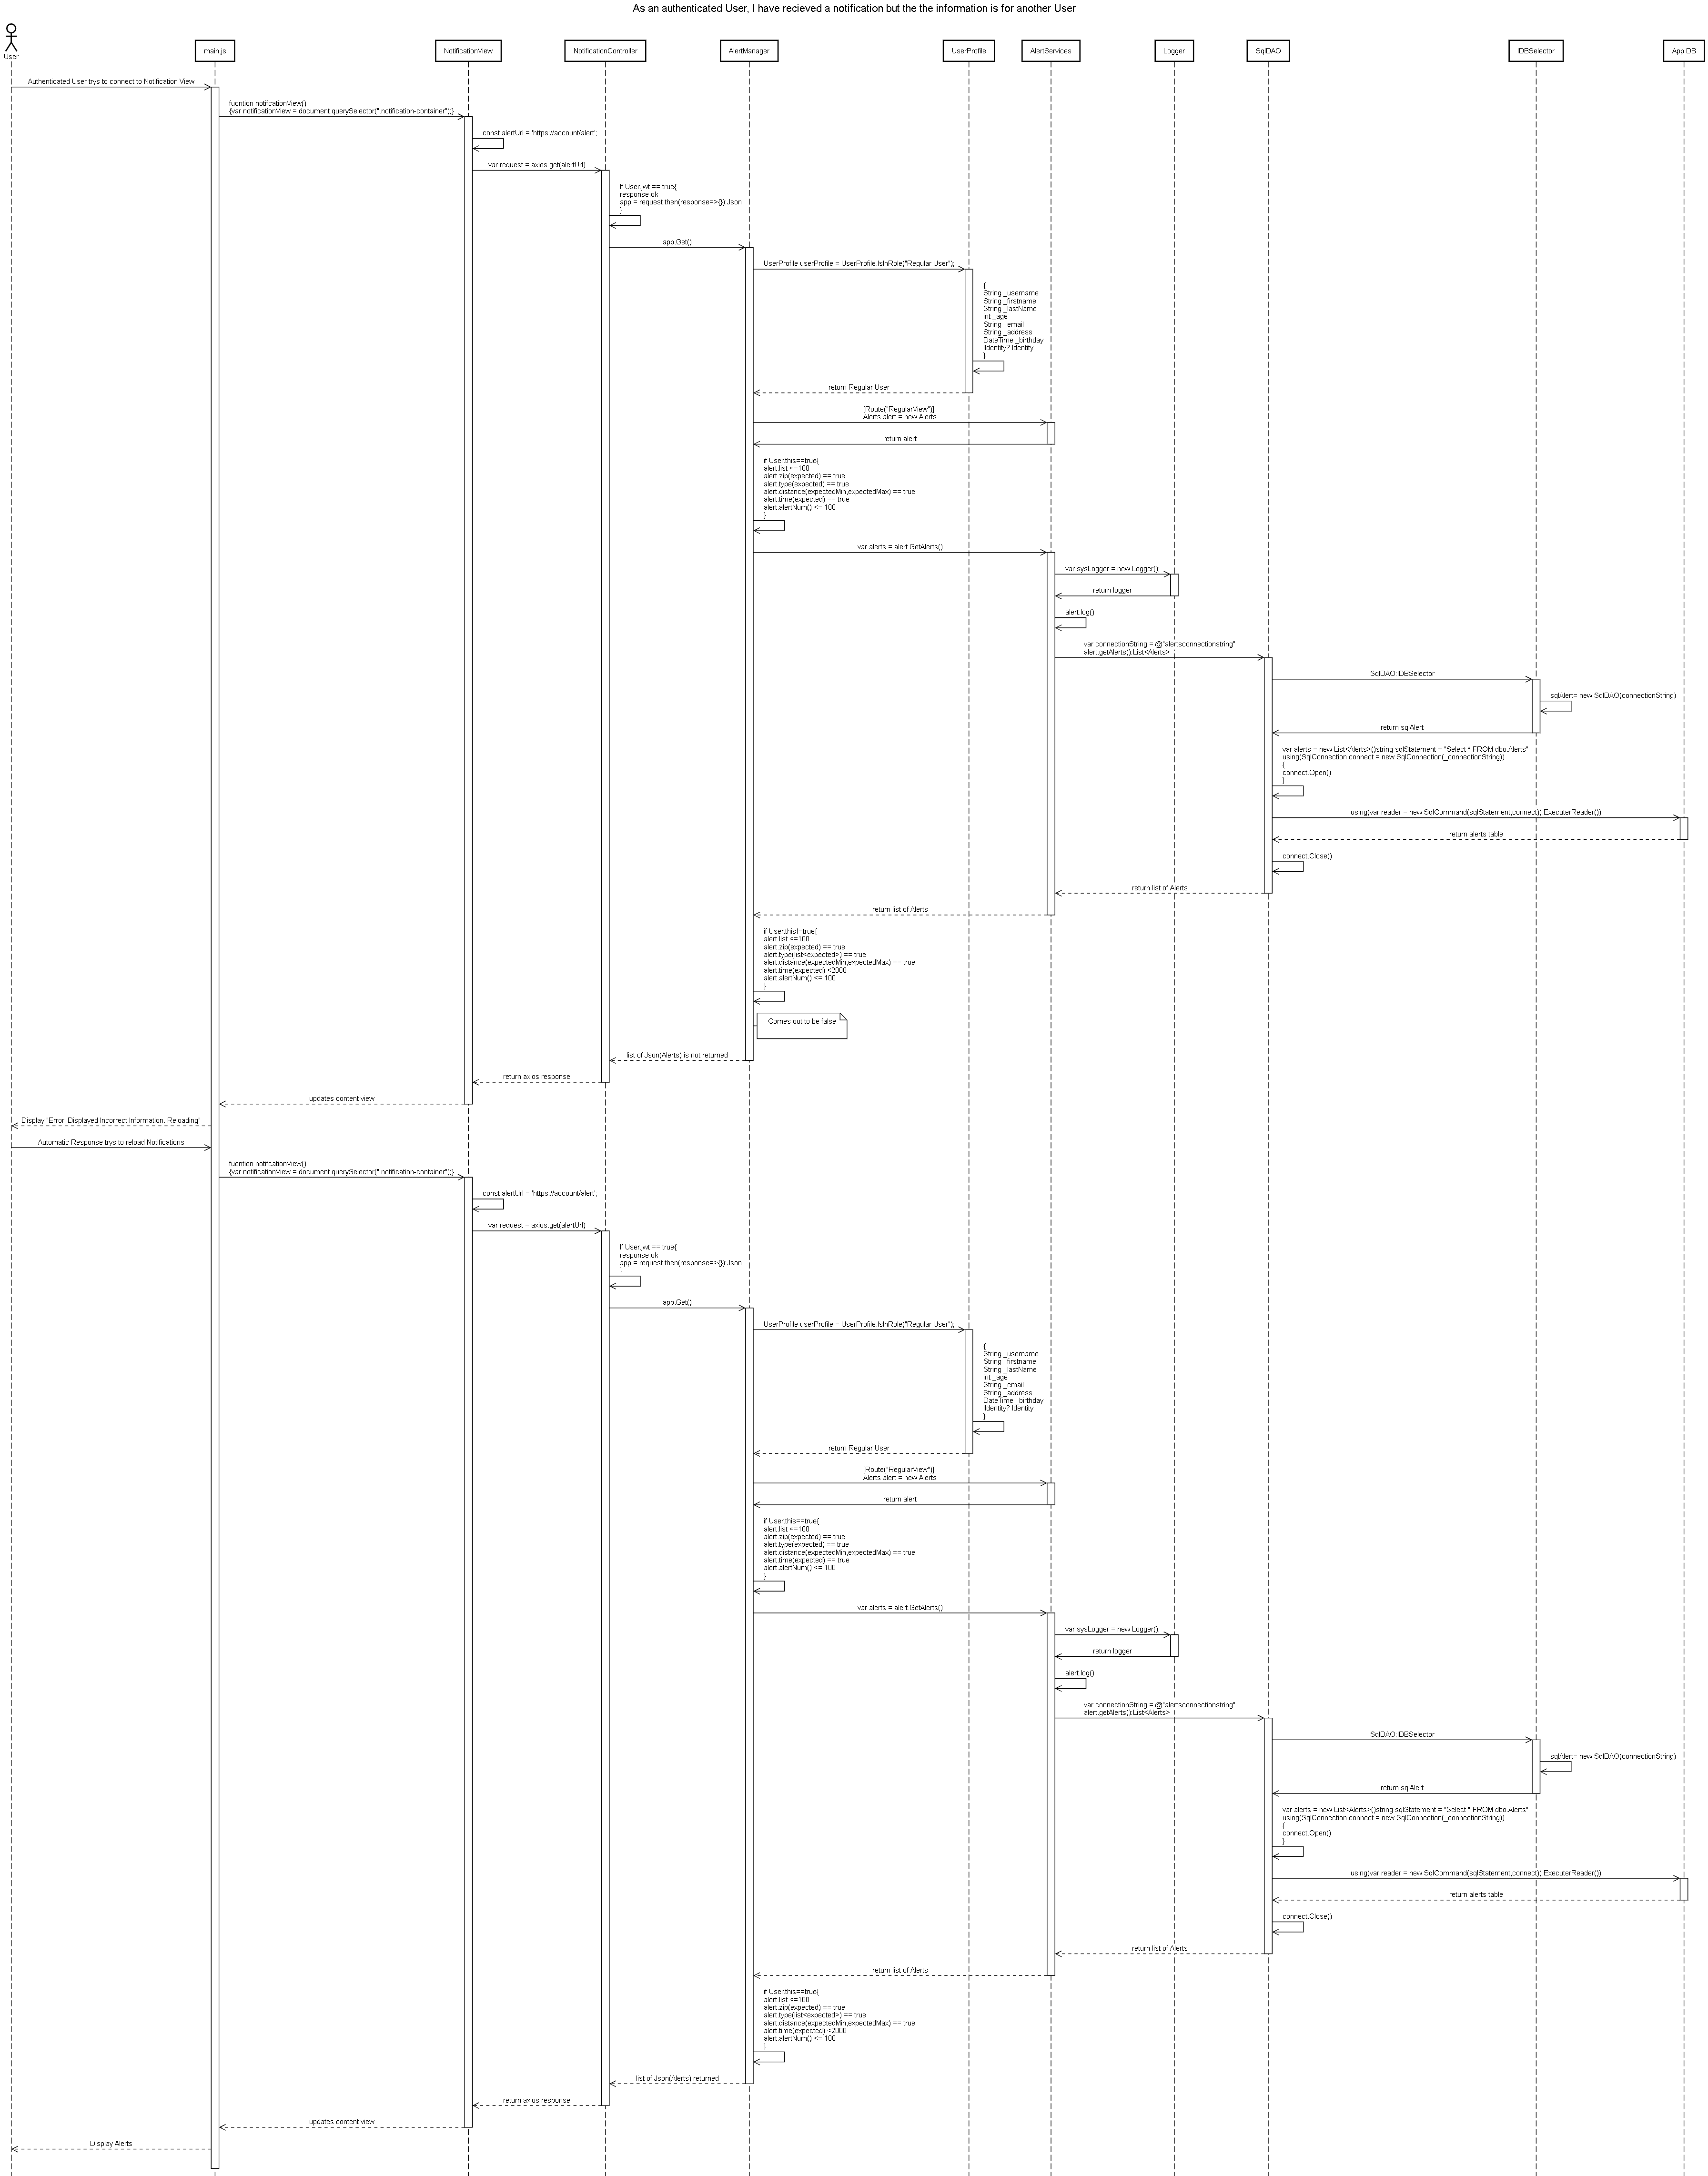 As an authenticated User, I have recieved a notification but the the information is for another User
User
main.js
NotificationView
NotificationController
AlertManager
UserProfile
AlertServices
Logger
SqlDAO
IDBSelector
App DB
Authenticated User trys to connect to Notification View
fucntion notifcationView()
{var notificationView = document.querySelector(".notification-container");}
const alertUrl = 'https://account/alert';
var request = axios.get(alertUrl)
If User.jwt == true{
response.ok
app = request.then(response=>{}):Json
}
app.Get()
UserProfile userProfile = UserProfile.IsInRole("Regular User");
{
String _username
String _firstname
String _lastName
int _age
String _email
String _address
DateTime _birthday
IIdentity? Identity
}
return Regular User
[Route("RegularView")]
Alerts alert = new Alerts
return alert
if User.this==true{
alert.list <=100
alert.zip(expected) == true
alert.type(expected) == true
alert.distance(expectedMin,expectedMax) == true
alert.time(expected) == true
alert.alertNum() <= 100
}
var alerts = alert.GetAlerts()
var sysLogger = new Logger();
return logger
alert.log()
var connectionString = @"alertsconnectionstring"
alert.getAlerts():List<Alerts>
SqlDAO:IDBSelector
sqlAlert= new SqlDAO(connectionString)
return sqlAlert
var alerts = new List<Alerts>()string sqlStatement = "Select * FROM dbo.Alerts"
using(SqlConnection connect = new SqlConnection(_connectionString))
{
connect.Open()
}
using(var reader = new SqlCommand(sqlStatement,connect)).ExecuterReader())
return alerts table
connect.Close()
return list of Alerts
return list of Alerts
if User.this!=true{
alert.list <=100
alert.zip(expected) == true
alert.type(list<expected>) == true
alert.distance(expectedMin,expectedMax) == true
alert.time(expected) <2000
alert.alertNum() <= 100
}
Comes out to be false
list of Json(Alerts) is not returned
return axios response
updates content view
Display "Error. Displayed Incorrect Information. Reloading"
Automatic Response trys to reload Notifications
fucntion notifcationView()
{var notificationView = document.querySelector(".notification-container");}
const alertUrl = 'https://account/alert';
var request = axios.get(alertUrl)
If User.jwt == true{
response.ok
app = request.then(response=>{}):Json
}
app.Get()
UserProfile userProfile = UserProfile.IsInRole("Regular User");
{
String _username
String _firstname
String _lastName
int _age
String _email
String _address
DateTime _birthday
IIdentity? Identity
}
return Regular User
[Route("RegularView")]
Alerts alert = new Alerts
return alert
if User.this==true{
alert.list <=100
alert.zip(expected) == true
alert.type(expected) == true
alert.distance(expectedMin,expectedMax) == true
alert.time(expected) == true
alert.alertNum() <= 100
}
var alerts = alert.GetAlerts()
var sysLogger = new Logger();
return logger
alert.log()
var connectionString = @"alertsconnectionstring"
alert.getAlerts():List<Alerts>
SqlDAO:IDBSelector
sqlAlert= new SqlDAO(connectionString)
return sqlAlert
var alerts = new List<Alerts>()string sqlStatement = "Select * FROM dbo.Alerts"
using(SqlConnection connect = new SqlConnection(_connectionString))
{
connect.Open()
}
using(var reader = new SqlCommand(sqlStatement,connect)).ExecuterReader())
return alerts table
connect.Close()
return list of Alerts
return list of Alerts
if User.this==true{
alert.list <=100
alert.zip(expected) == true
alert.type(list<expected>) == true
alert.distance(expectedMin,expectedMax) == true
alert.time(expected) <2000
alert.alertNum() <= 100
}
list of Json(Alerts) returned
return axios response
updates content view
Display Alerts